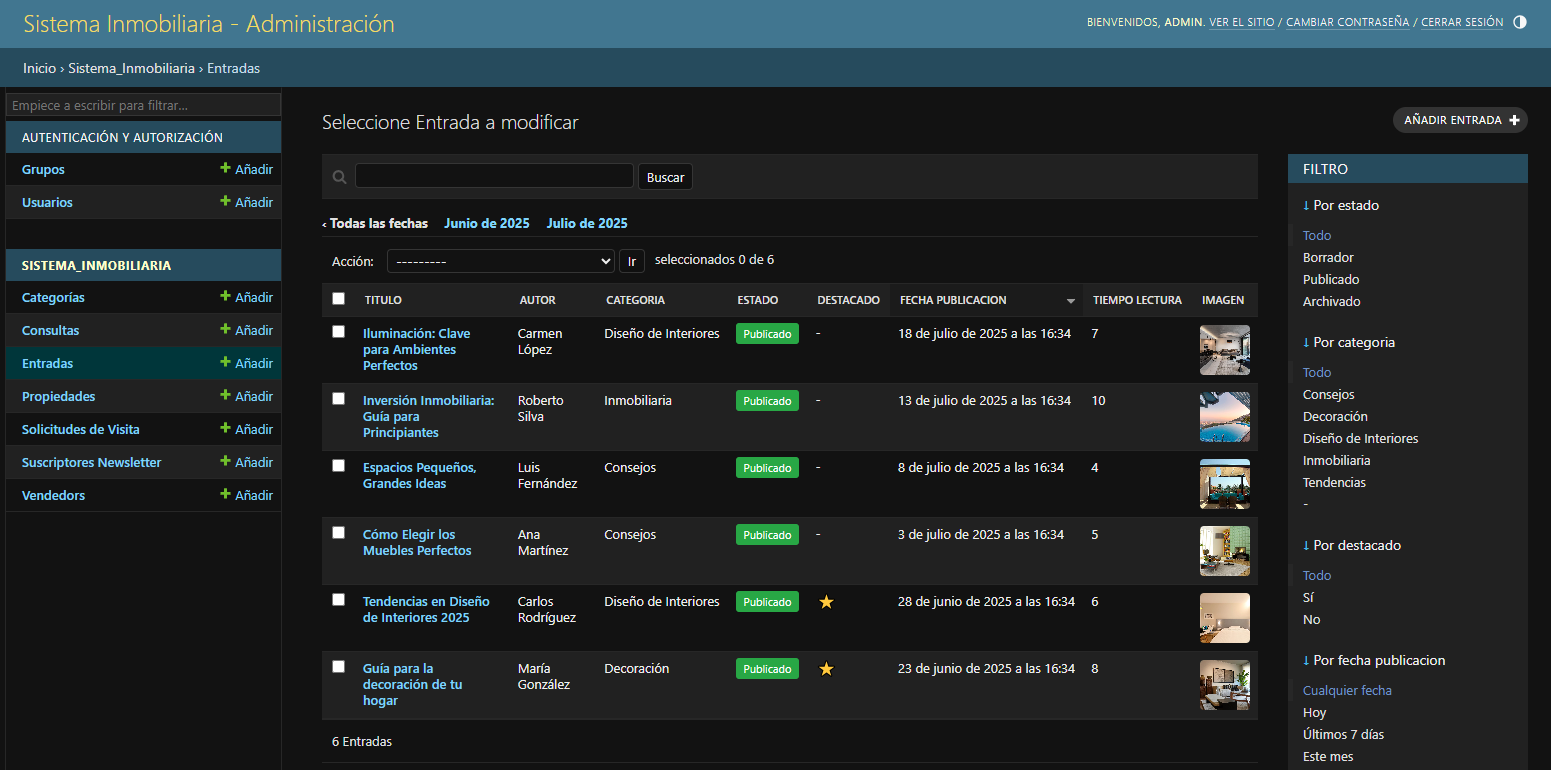 Sistema Inmobiliaria - Administración
BIENVENIDOS, ADMIN. VER EL SITIO / CAMBIAR CONTRASEÑA / CERRAR SESIÓN
Inicio › Sistema_Inmobiliaria › Entradas
Empiece a escribir para filtrar...
AUTENTICACIÓN Y AUTORIZACIÓN
Grupos + Añadir
Usuarios + Añadir
SISTEMA_INMOBILIARIA
Categorías + Añadir
Consultas + Añadir
Entradas + Añadir
Propiedades + Añadir
Solicitudes de Visita + Añadir
Suscriptores Newsletter + Añadir
Vendedors + Añadir
Seleccione Entrada a modificar
AÑADIR ENTRADA +
Buscar
‹ Todas las fechas Junio de 2025 Julio de 2025
Acción: --------- Ir seleccionados 0 de 6
TITULO AUTOR CATEGORIA ESTADO DESTACADO FECHA PUBLICACION TIEMPO LECTURA IMAGEN
Iluminación: Clave Carmen Diseño de Interiores Publicado - 18 de julio de 2025 a las 16:34 7
para Ambientes López
Perfectos
Inversión Inmobiliaria: Roberto Inmobiliaria Publicado - 13 de julio de 2025 a las 16:34 10
Guía para Silva
Principiantes
Espacios Pequeños, Luis Consejos Publicado - 8 de julio de 2025 a las 16:34 4
Grandes Ideas Fernández
Cómo Elegir los Ana Consejos Publicado - 3 de julio de 2025 a las 16:34 5
Muebles Perfectos Martínez
Tendencias en Diseño Carlos Diseño de Interiores Publicado 28 de junio de 2025 a las 16:34 6
de Interiores 2025 Rodríguez
Guía para la María Decoración Publicado 23 de junio de 2025 a las 16:34 8
decoración de tu González
hogar
6 Entradas
FILTRO
↓ Por estado
Todo
Borrador
Publicado
Archivado
↓ Por categoria
Todo
Consejos
Decoración
Diseño de Interiores
Inmobiliaria
Tendencias
-
↓ Por destacado
Todo
Sí
No
↓ Por fecha publicacion
Cualquier fecha
Hoy
Últimos 7 días
Este mes